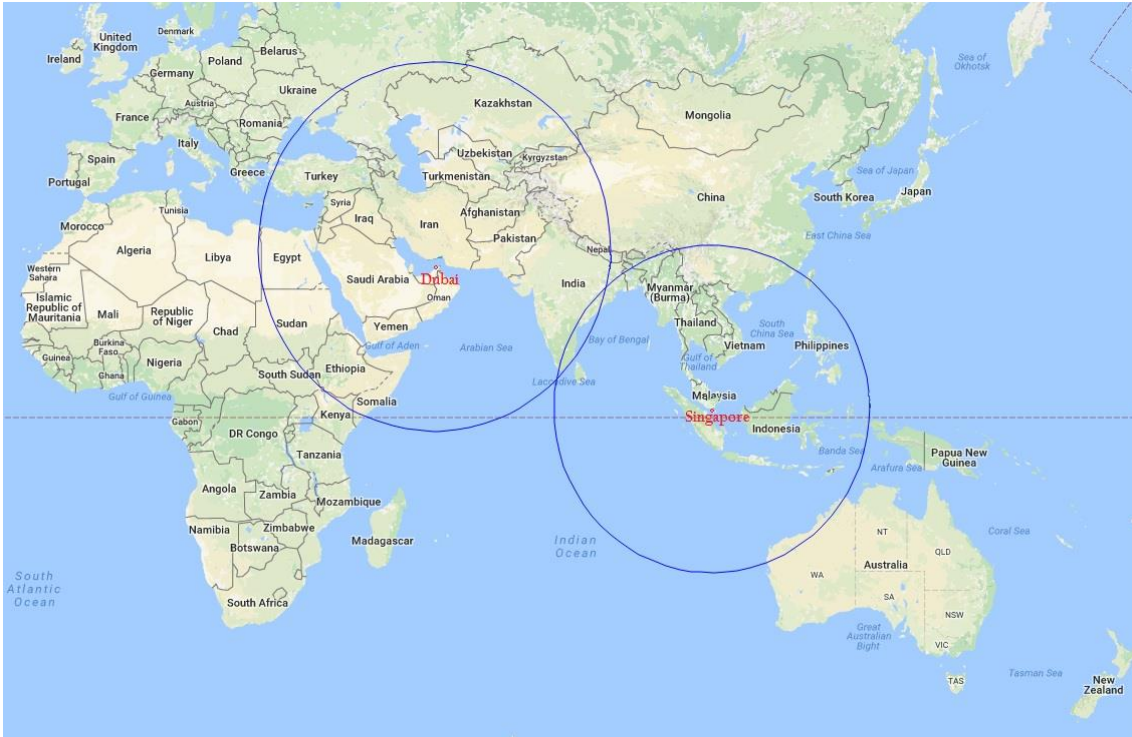 Denmark
United
Kingdom
Ireland
Belarus
Poland
Germany
Ukraine
Austria
France
Romania
Italy
Spain
Portugal
Greece
Turkey
Kazakhstan
Mongolia
Sea of
Okhotsk
Uzbekistan
Kyrgyzstan
Turkmenistan
Sea of Japan
Japan
South Korea
China
Syria
Iraq
Iran
Afghanistan
Pakistan
Tunisia
Morocco
Algeria
Libya
Egypt
East China Sea
Nepal
Western
Sahara
Saudi Arabia
Dubai
Oman
India
Myanmar
(Burma)
Islamic
Republic of
Mauritania
Mali
Republic
of Niger
Chad
Sudan
Yemen
Gulf of Aden
Arabian Sea
Bay of Bengal
Thailand
Vietnam
South
China Sea
Philippines
Gulf of
Thailand
Burkina
Faso
Guinea
Ghana
Nigeria
South Sudan
Ethiopia
Laccadive Sea
Malaysia
Gulf of Guinea
Somalia
Singapore
Gabon
Kenya
Indonesia
DR Congo
Banda Sea
Papua New
Guinea
Arafura Sea
Tanzania
Angola
Zambia
Mozambique
Namibia
Zimbabwe
Botswana
Madagascar
Indian
Ocean
NT
Coral Sea
QLD
WA
Australia
South
Atlantic
Ocean
South Africa
SA
NSW
Great
Australian
Bight
VIC
TAS
Tasman Sea
New
Zealand